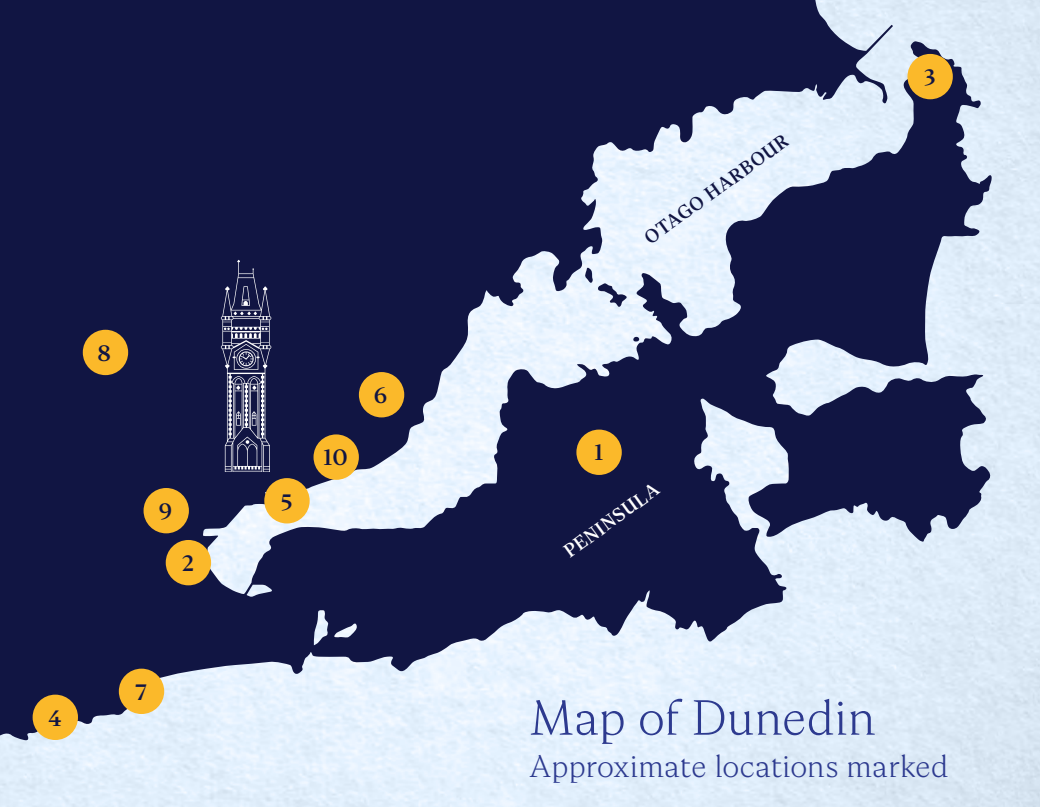 3
OTAGO HARBOUR
8
6
1
10
5
9
PENINSULA
2
7
4
Map of Dunedin
Approximate locations marked